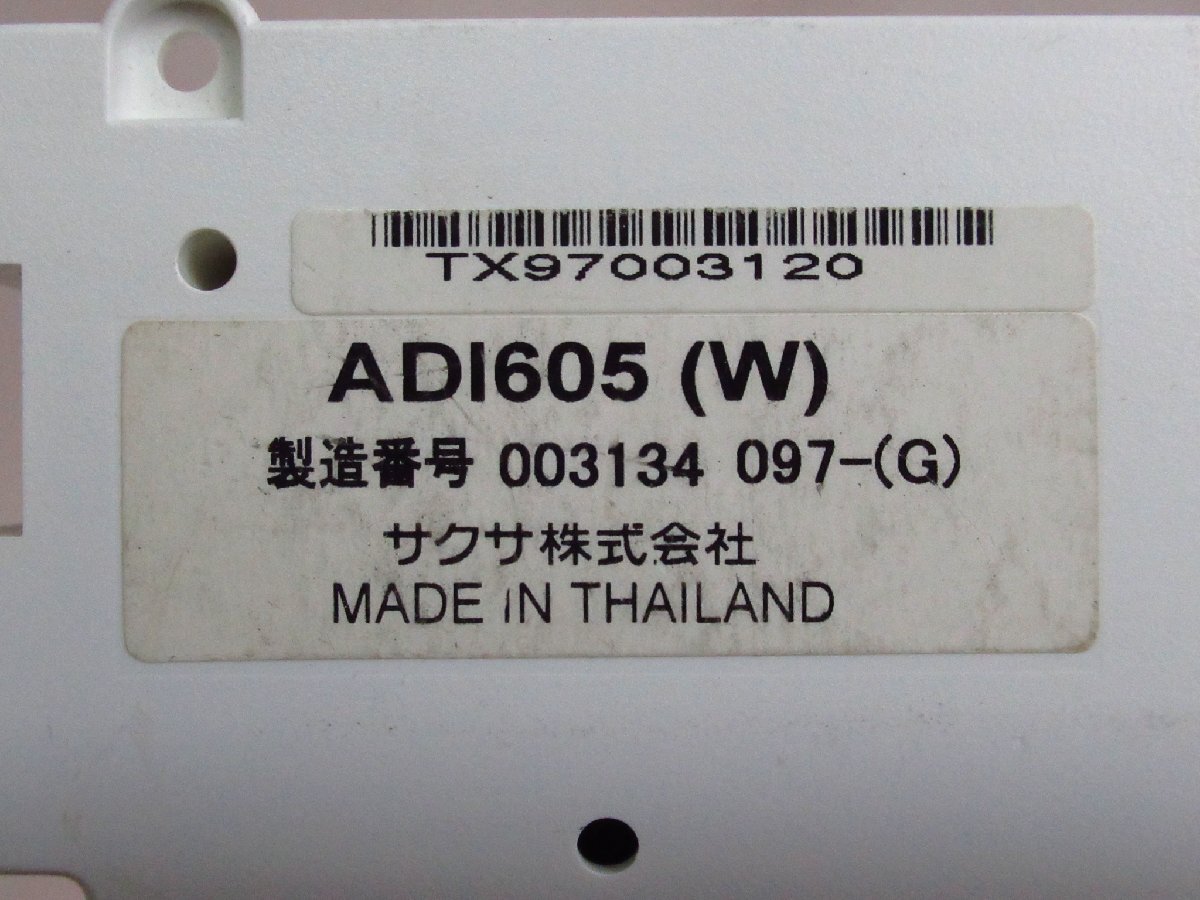 TX97003120
ADI605 (W)
製造番号 003134 097-(G)
サクサ株式会社
MADE IN THAILAND